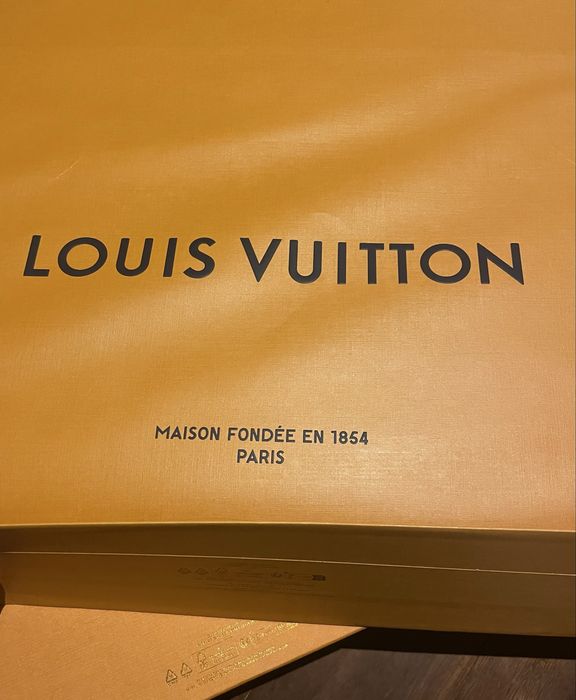 LOUIS VUITTON
MAISON FONDÉE EN 1854
PARIS